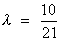 λ = 10/21